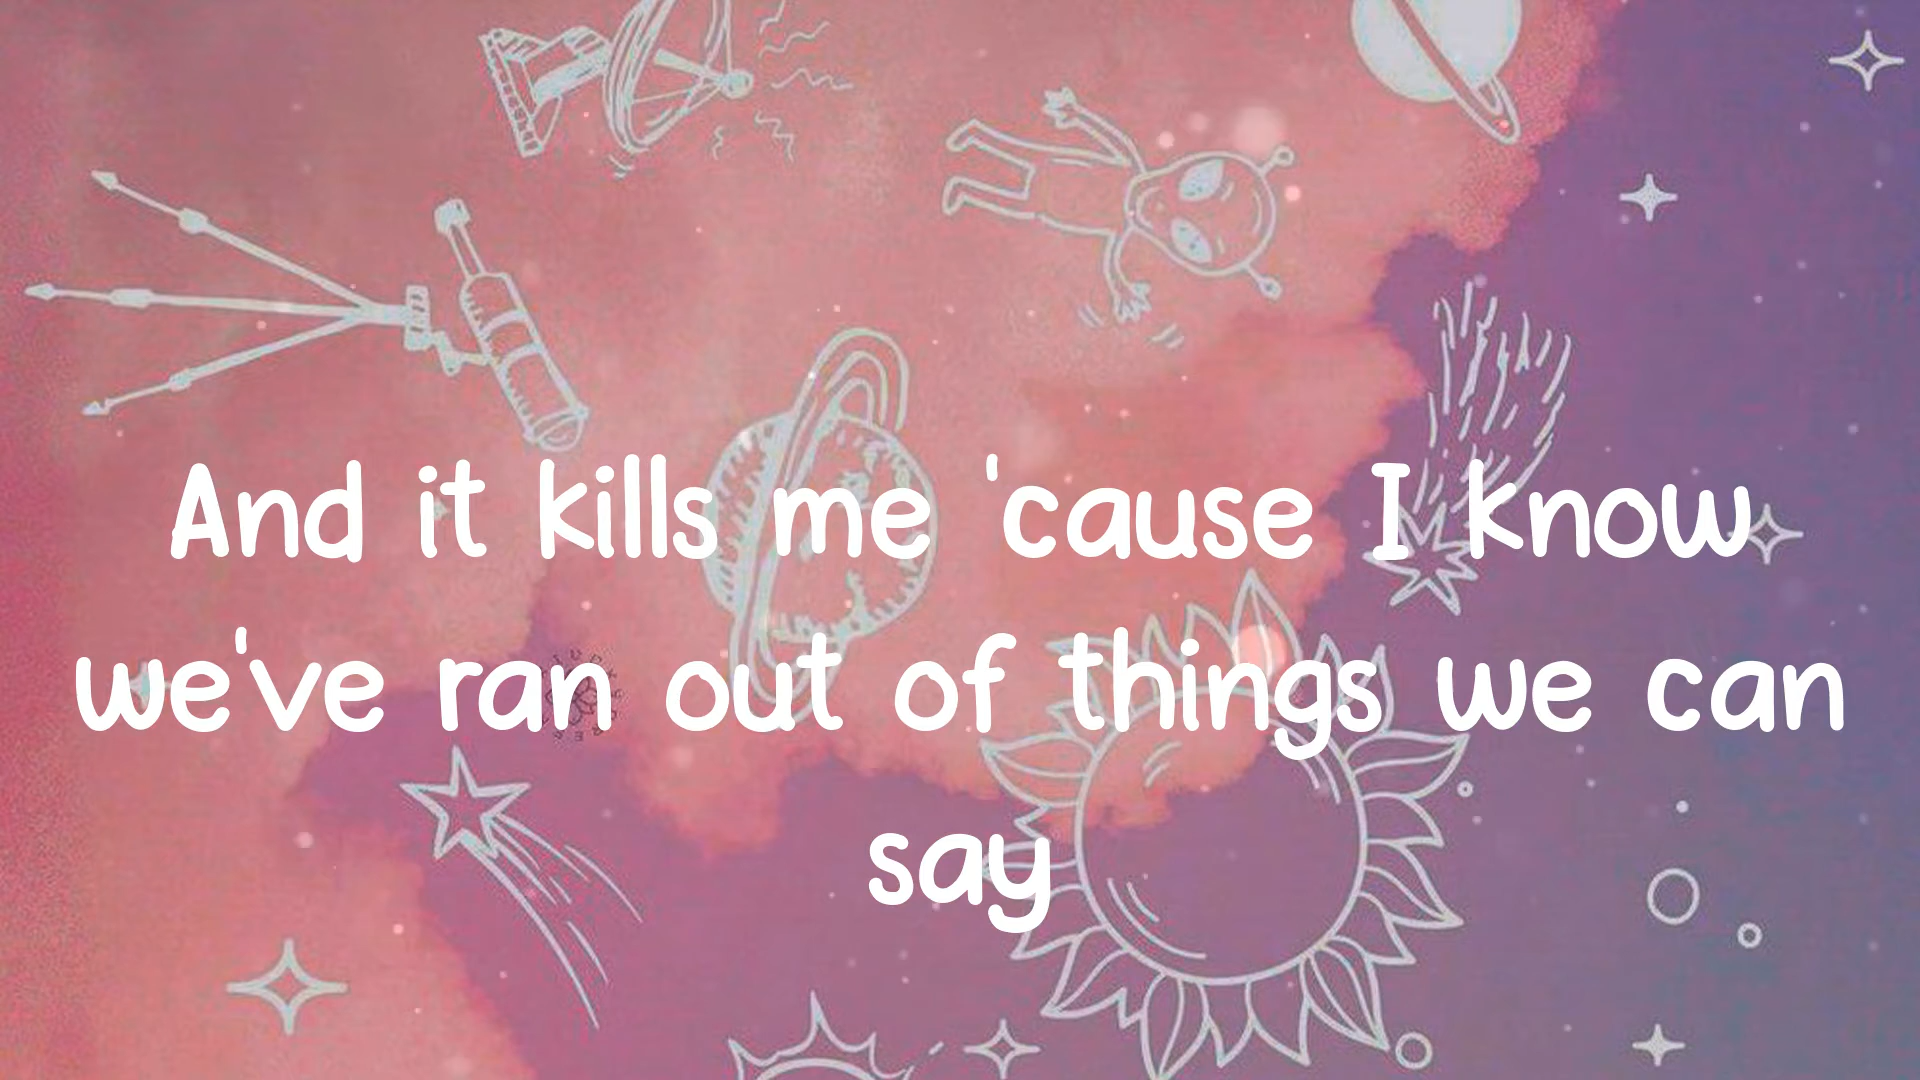 And it kills me 'cause I know
we've ran out of things we can
say